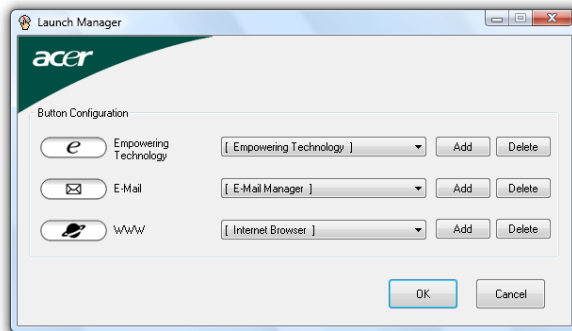 Launch Manager
acer
Button Configuration
e
Empowering
Technology
[ Empowering Technology ]
Add
Delete
E-Mail
[ E-Mail Manager ]
Add
Delete
WWW
[ Internet Browser ]
Add
Delete
OK
Cancel